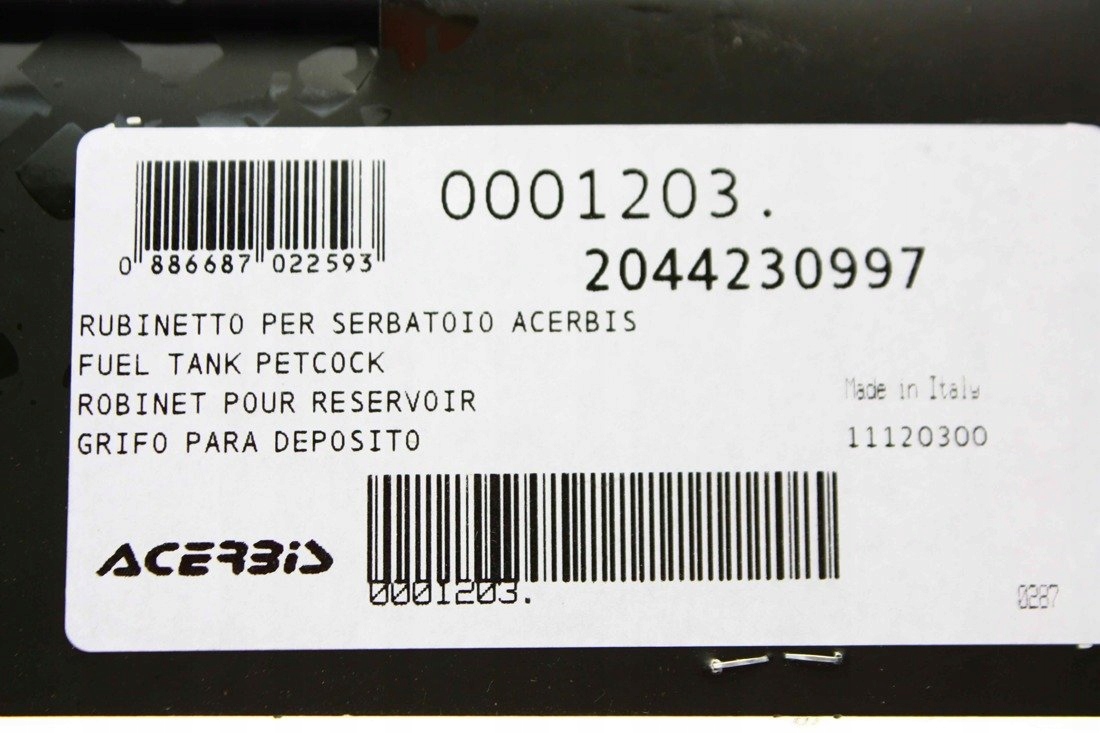 0001203.
0 886687 022593
2044230997
RUBINETTO PER SERBATOIO ACERBIS
FUEL TANK PETCOCK
ROBINET POUR RESERVOIR
GRIFO PARA DEPOSITO
Made in Italy
11120300
ACERBIS
0001203.
0287